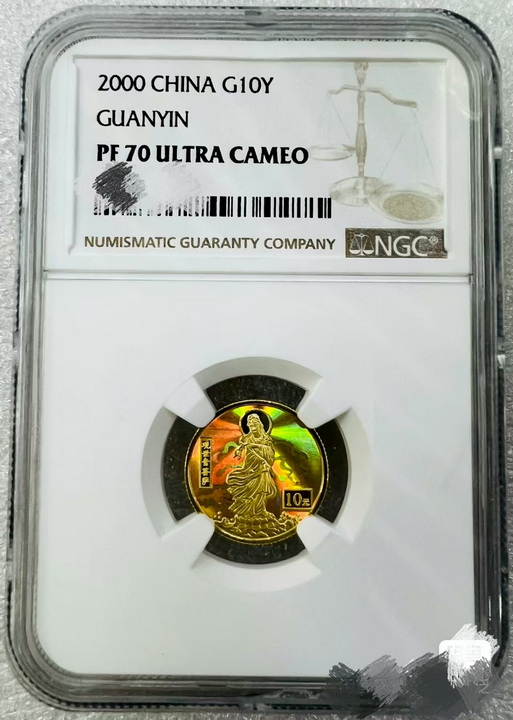 2000 CHINA G10Y
GUANYIN
PF 70 ULTRA CAMEO
NUMISMATIC GUARANTY COMPANY
NGC®
10元